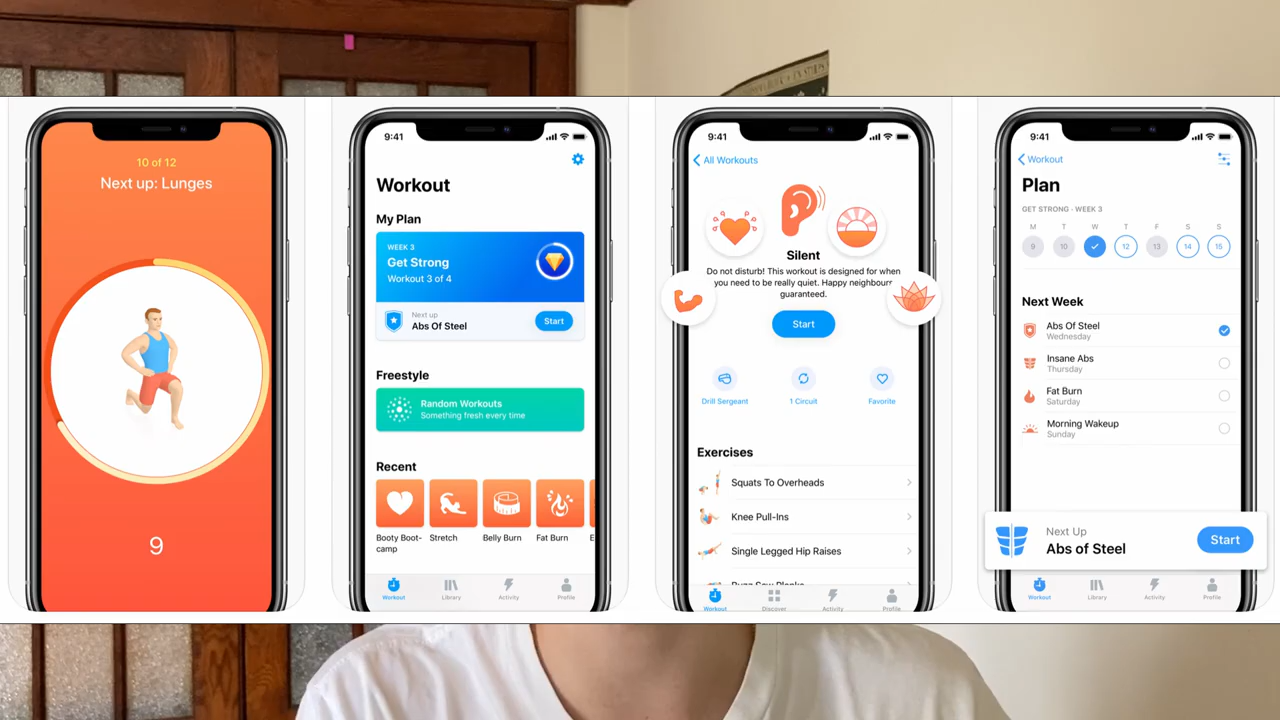 10 of 12
Next up: Lunges
9
9:41
Workout
My Plan
WEEK 3
Get Strong
Workout 3 of 4
Next up
Abs Of Steel
Start
Freestyle
Random Workouts
Something fresh every time
Recent
Booty Boot-
camp
Stretch
Belly Burn
Fat Burn
E
Workout
Library
Activity
Profile
9:41
All Workouts
Silent
Do not disturb! This workout is designed for when
you need to be really quiet. Happy neighbours
guaranteed.
Start
Drill Sergeant
1 Circuit
Favorite
Exercises
Squats To Overheads
Knee Pull-Ins
Single Legged Hip Raises
Buzz Saw Planks
Workout
Discover
Activity
Profile
9:41
Workout
Plan
GET STRONG - WEEK 3
M T W T F S S
9 10 12 13 14 15
Next Week
Abs Of Steel
Wednesday
Insane Abs
Thursday
Fat Burn
Saturday
Morning Wakeup
Sunday
Next Up
Abs of Steel
Start
Workout
Library
Activity
Profile